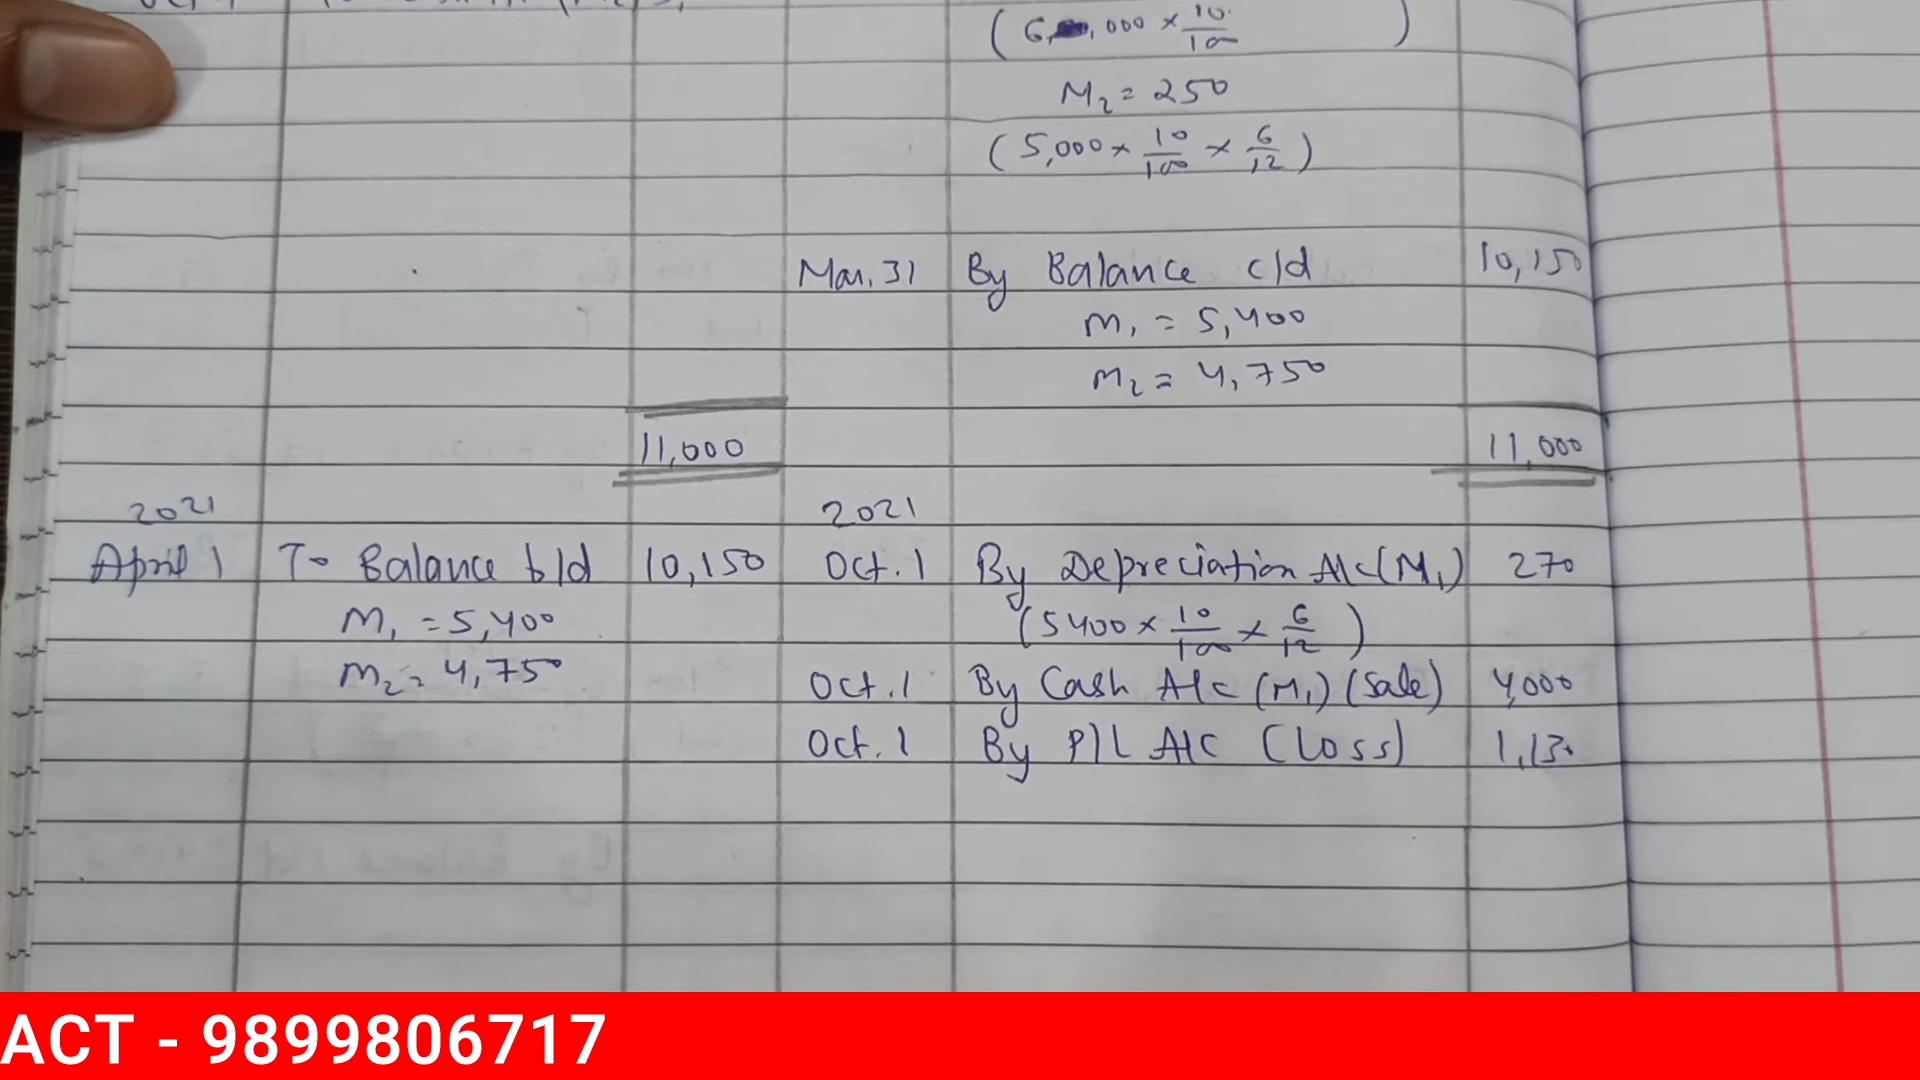 (6, ,000 × 10/100 )
M₂ = 250
(5,000 × 10/100 × 6/12)
Mar. 31 By Balance c/d 10,150
M₁ = 5,400
M₂ = 4,750
11,000 11,000
2021 2021
April 1 To Balance b/d 10,150 Oct. 1 By Depreciation A/c (M₁) 270
M₁ = 5,400 (5400 × 10/100 × 6/12)
M₂ = 4,750 Oct. 1 By Cash A/c (M₁) (Sale) 4,000
Oct. 1 By P/L A/C (Loss) 1,130
ACT - 9899806717